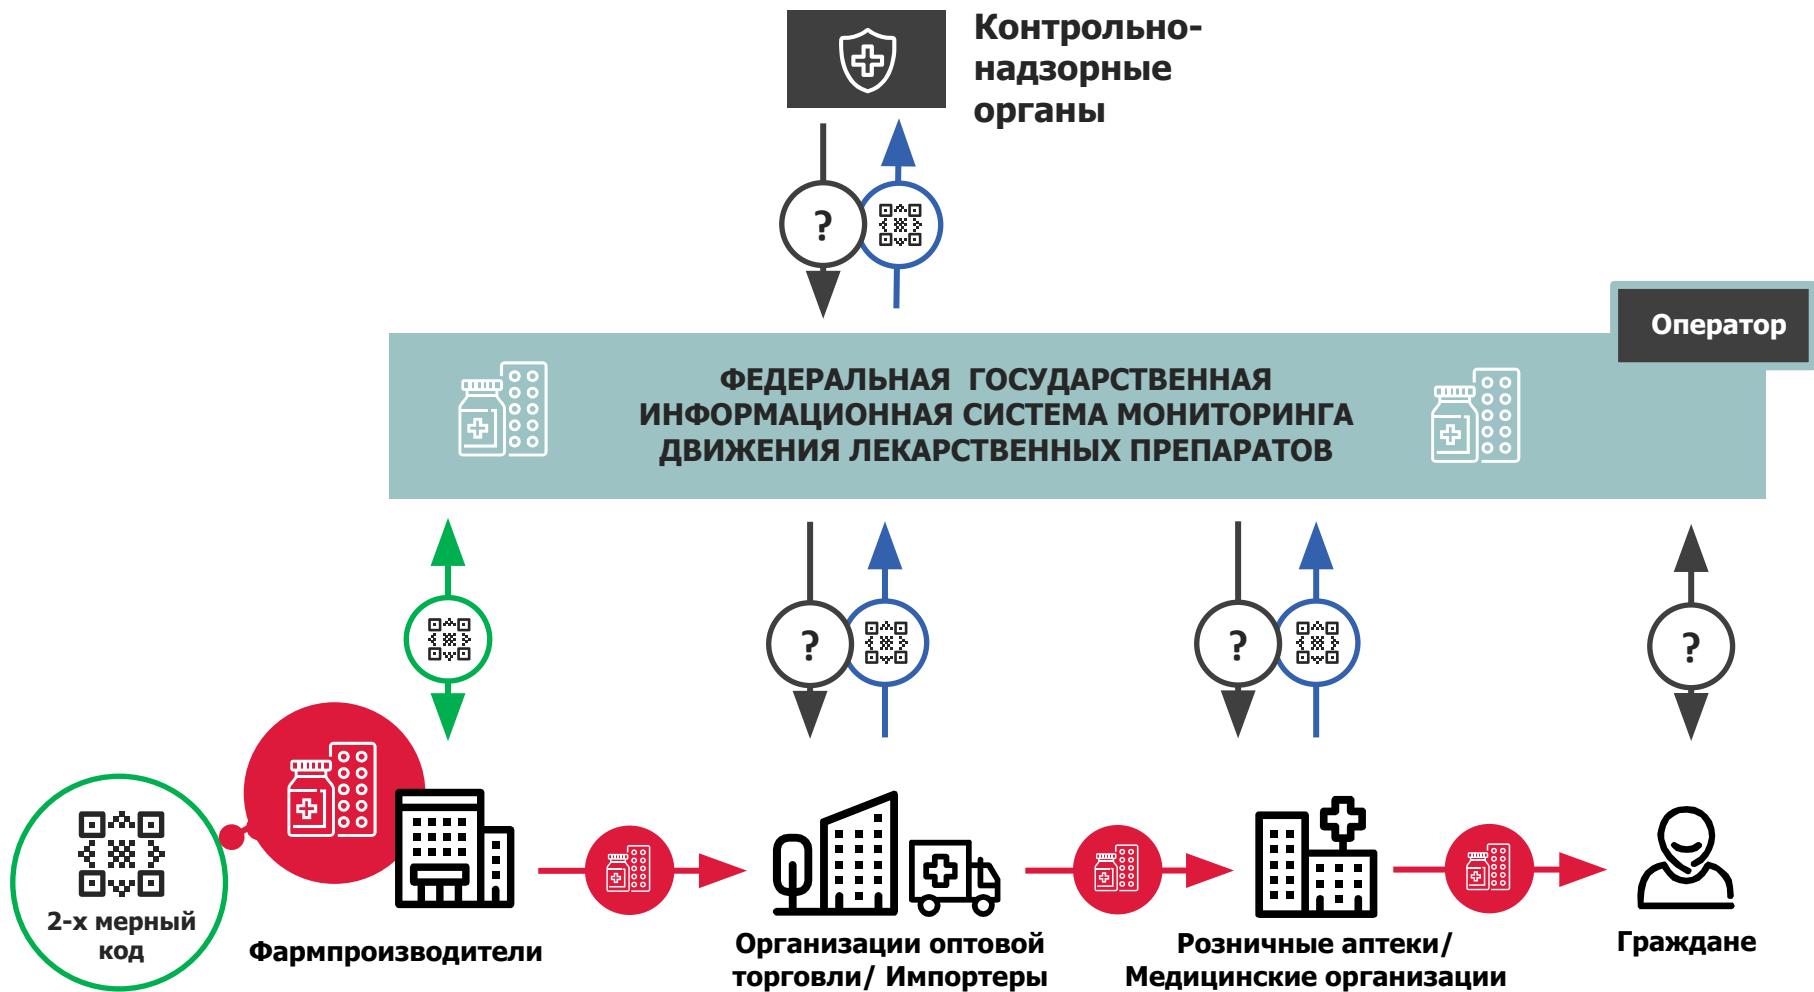 Контрольно-
надзорные
органы
?
Оператор
ФЕДЕРАЛЬНАЯ ГОСУДАРСТВЕННАЯ
ИНФОРМАЦИОННАЯ СИСТЕМА МОНИТОРИНГА
ДВИЖЕНИЯ ЛЕКАРСТВЕННЫХ ПРЕПАРАТОВ
?
?
?
2-х мерный
код
Фармпроизводители
Организации оптовой
торговли/ Импортеры
Розничные аптеки/
Медицинские организации
Граждане